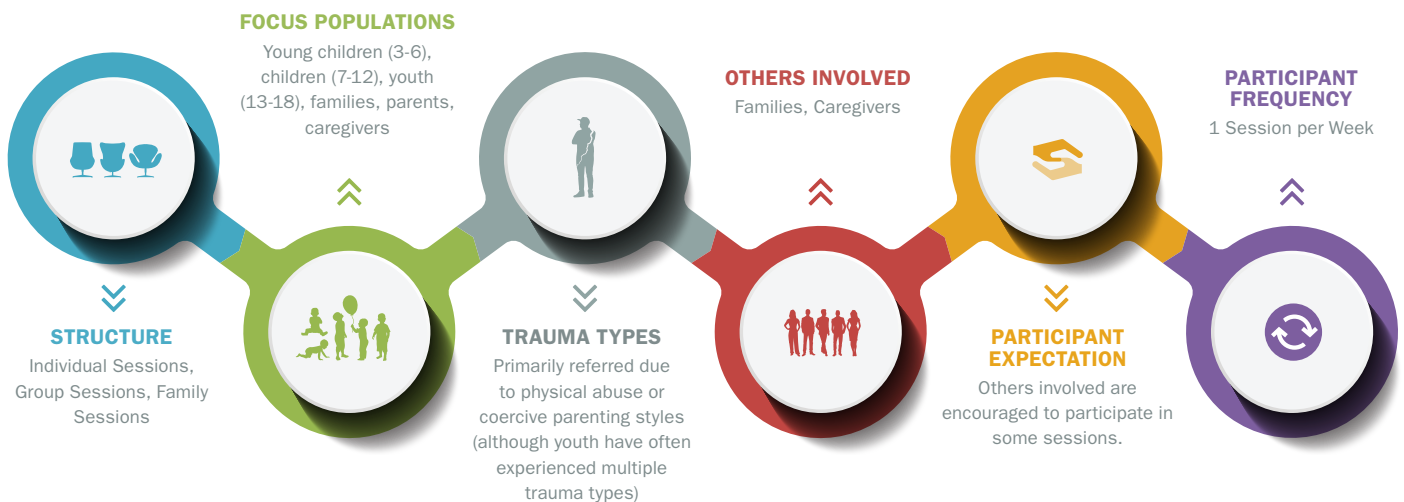 STRUCTURE
Individual Sessions,
Group Sessions, Family
Sessions
FOCUS POPULATIONS
Young children (3-6),
children (7-12), youth
(13-18), families, parents,
caregivers
TRAUMA TYPES
Primarily referred due
to physical abuse or
coercive parenting styles
(although youth have often
experienced multiple
trauma types)
OTHERS INVOLVED
Families, Caregivers
PARTICIPANT
EXPECTATION
Others involved are
encouraged to participate in
some sessions.
PARTICIPANT
FREQUENCY
1 Session per Week